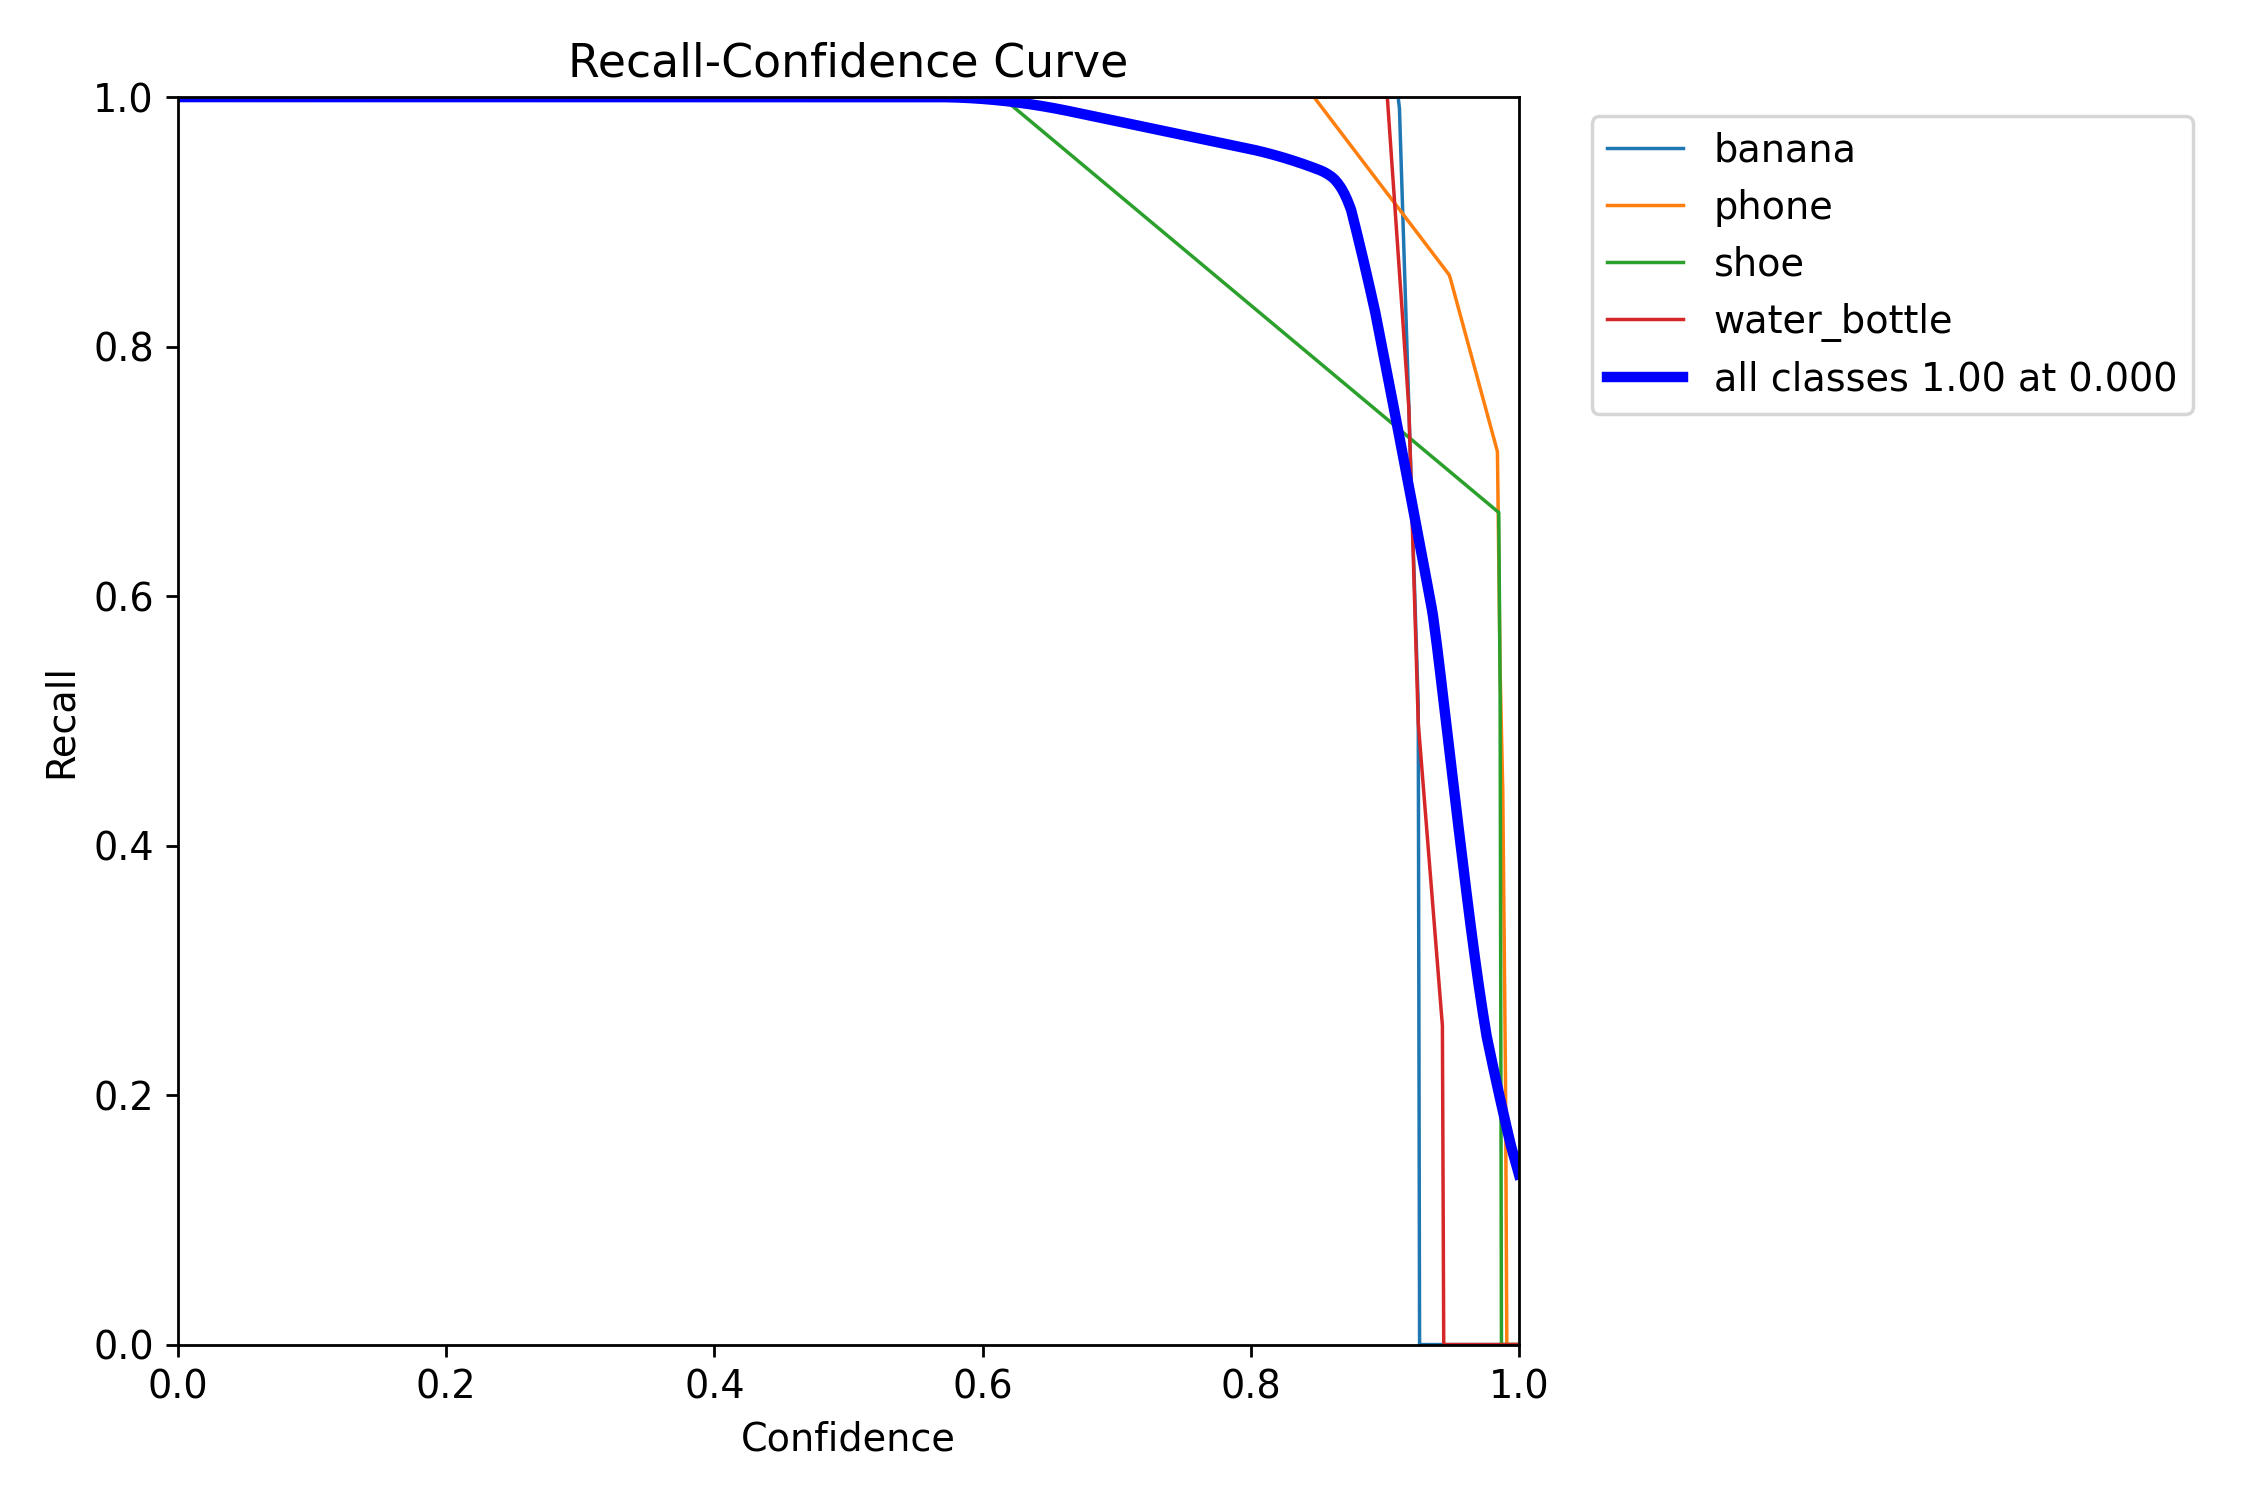 Recall-Confidence Curve
1.0
0.8
0.6
0.4
0.2
0.0
Recall
0.0 0.2 0.4 0.6 0.8 1.0
Confidence
banana
phone
shoe
water_bottle
all classes 1.00 at 0.000